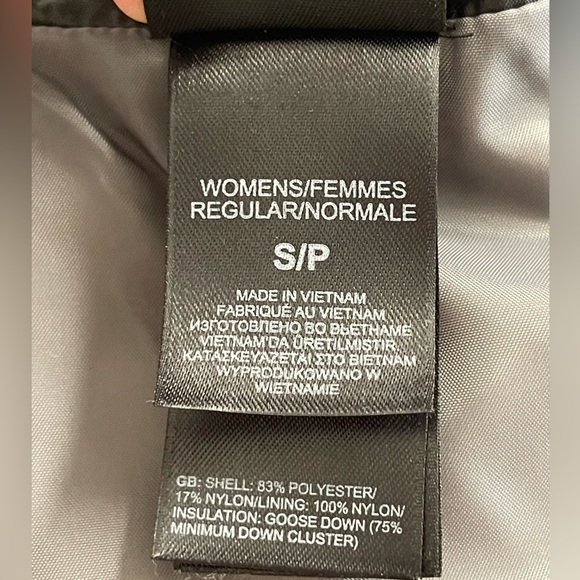 WOMENS/FEMMES
REGULAR/NORMALE
S/P
MADE IN VIETNAM
FABRIQUÉ AU VIETNAM
ИЗГОТОВЛЕНО ВО ВЬЕТНАМЕ
VIETNAM'DA ÜRETILMISTIR
ΚΑΤΑΣΚΕΥΑΖΕΤΑΙ ΣΤΟ ΒΙΕΤΝΑΜ
WYPRODUKOWANO W
WIETNAMIE
GB: SHELL: 83% POLYESTER/
17% NYLON/LINING: 100% NYLON/
INSULATION: GOOSE DOWN (75%
MINIMUM DOWN CLUSTER)